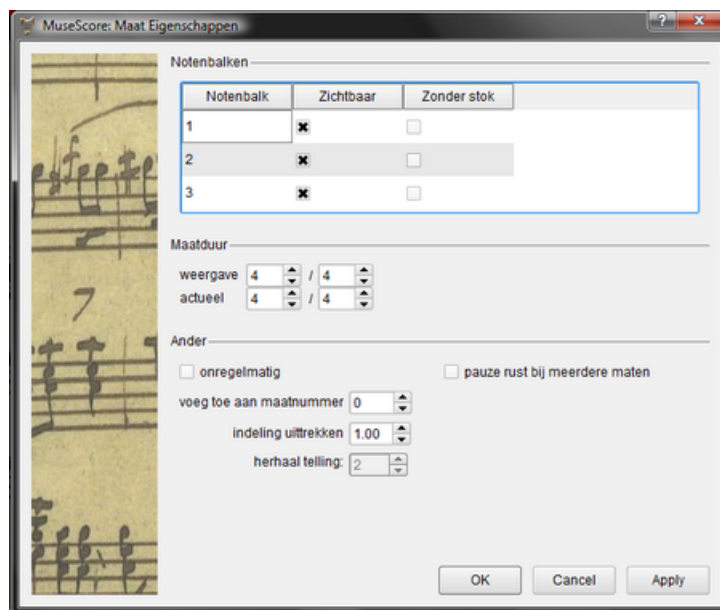 MuseScore: Maat Eigenschappen
Notenbalken
Notenbalk Zichtbaar Zonder stok
1
2
3
Maatduur
weergave 4 / 4
actueel 4 / 4
Ander
onregelmatig pauze rust bij meerdere maten
voeg toe aan maatnummer 0
indeling uittrekken 1.00
herhaal telling: 2
OK Cancel Apply